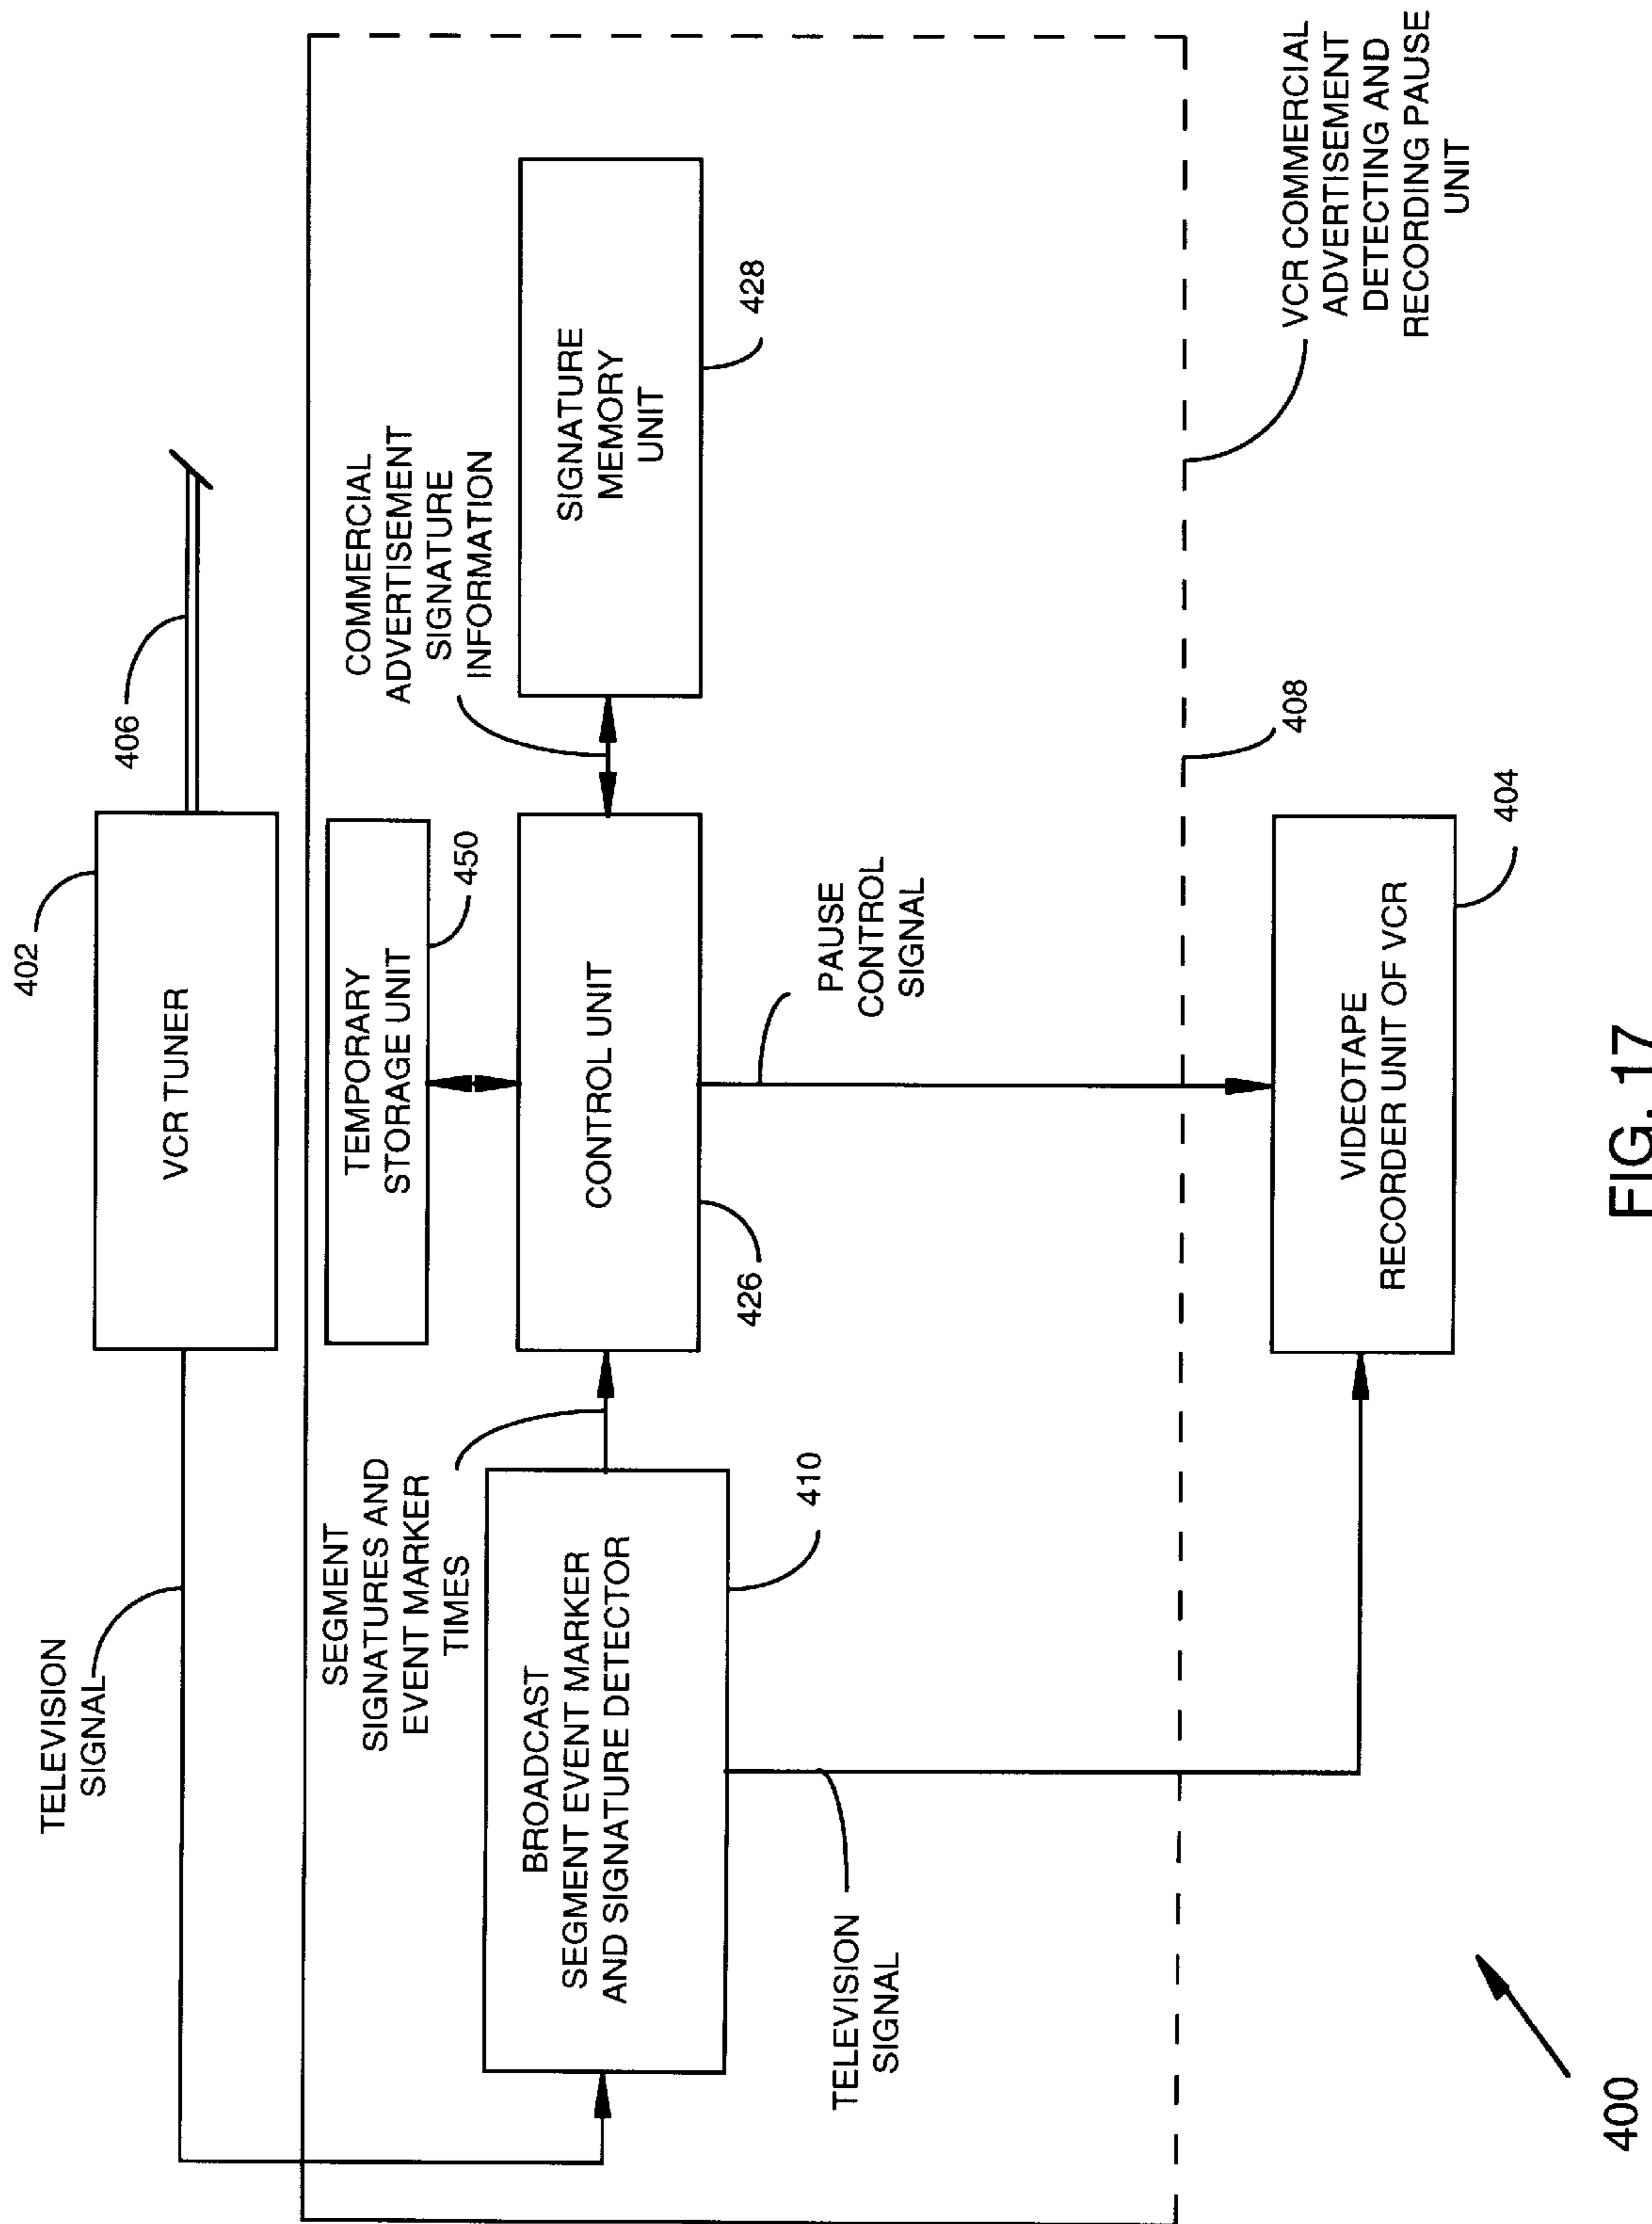 402
VCR TUNER
406
TELEVISION
SIGNAL
TEMPORARY
STORAGE UNIT
450
COMMERCIAL
ADVERTISEMENT
SIGNATURE
INFORMATION
SEGMENT
SIGNATURES AND
EVENT MARKER
TIMES
BROADCAST
SEGMENT EVENT MARKER
AND SIGNATURE DETECTOR
410
CONTROL UNIT
426
SIGNATURE
MEMORY
UNIT
428
PAUSE
CONTROL
SIGNAL
TELEVISION
SIGNAL
408
VCR COMMERCIAL
ADVERTISEMENT
DETECTING AND
RECORDING PAUSE
UNIT
VIDEOTAPE
RECORDER UNIT OF VCR
404
400
FIG. 17